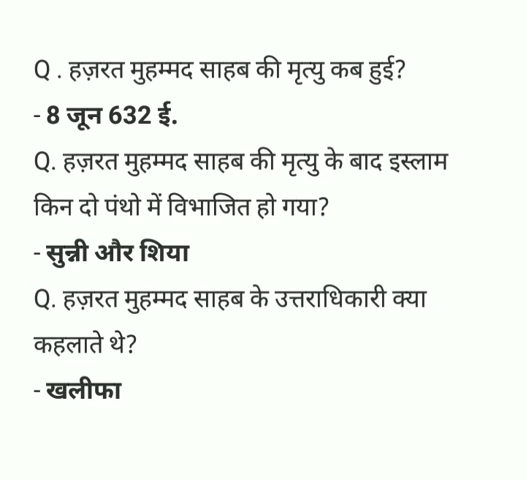 Q . हज़रत मुहम्मद साहब की मृत्यु कब हुई?
- 8 जून 632 ई.
Q. हज़रत मुहम्मद साहब की मृत्यु के बाद इस्लाम
किन दो पंथो में विभाजित हो गया?
- सुन्नी और शिया
Q. हज़रत मुहम्मद साहब के उत्तराधिकारी क्या
कहलाते थे?
- खलीफा